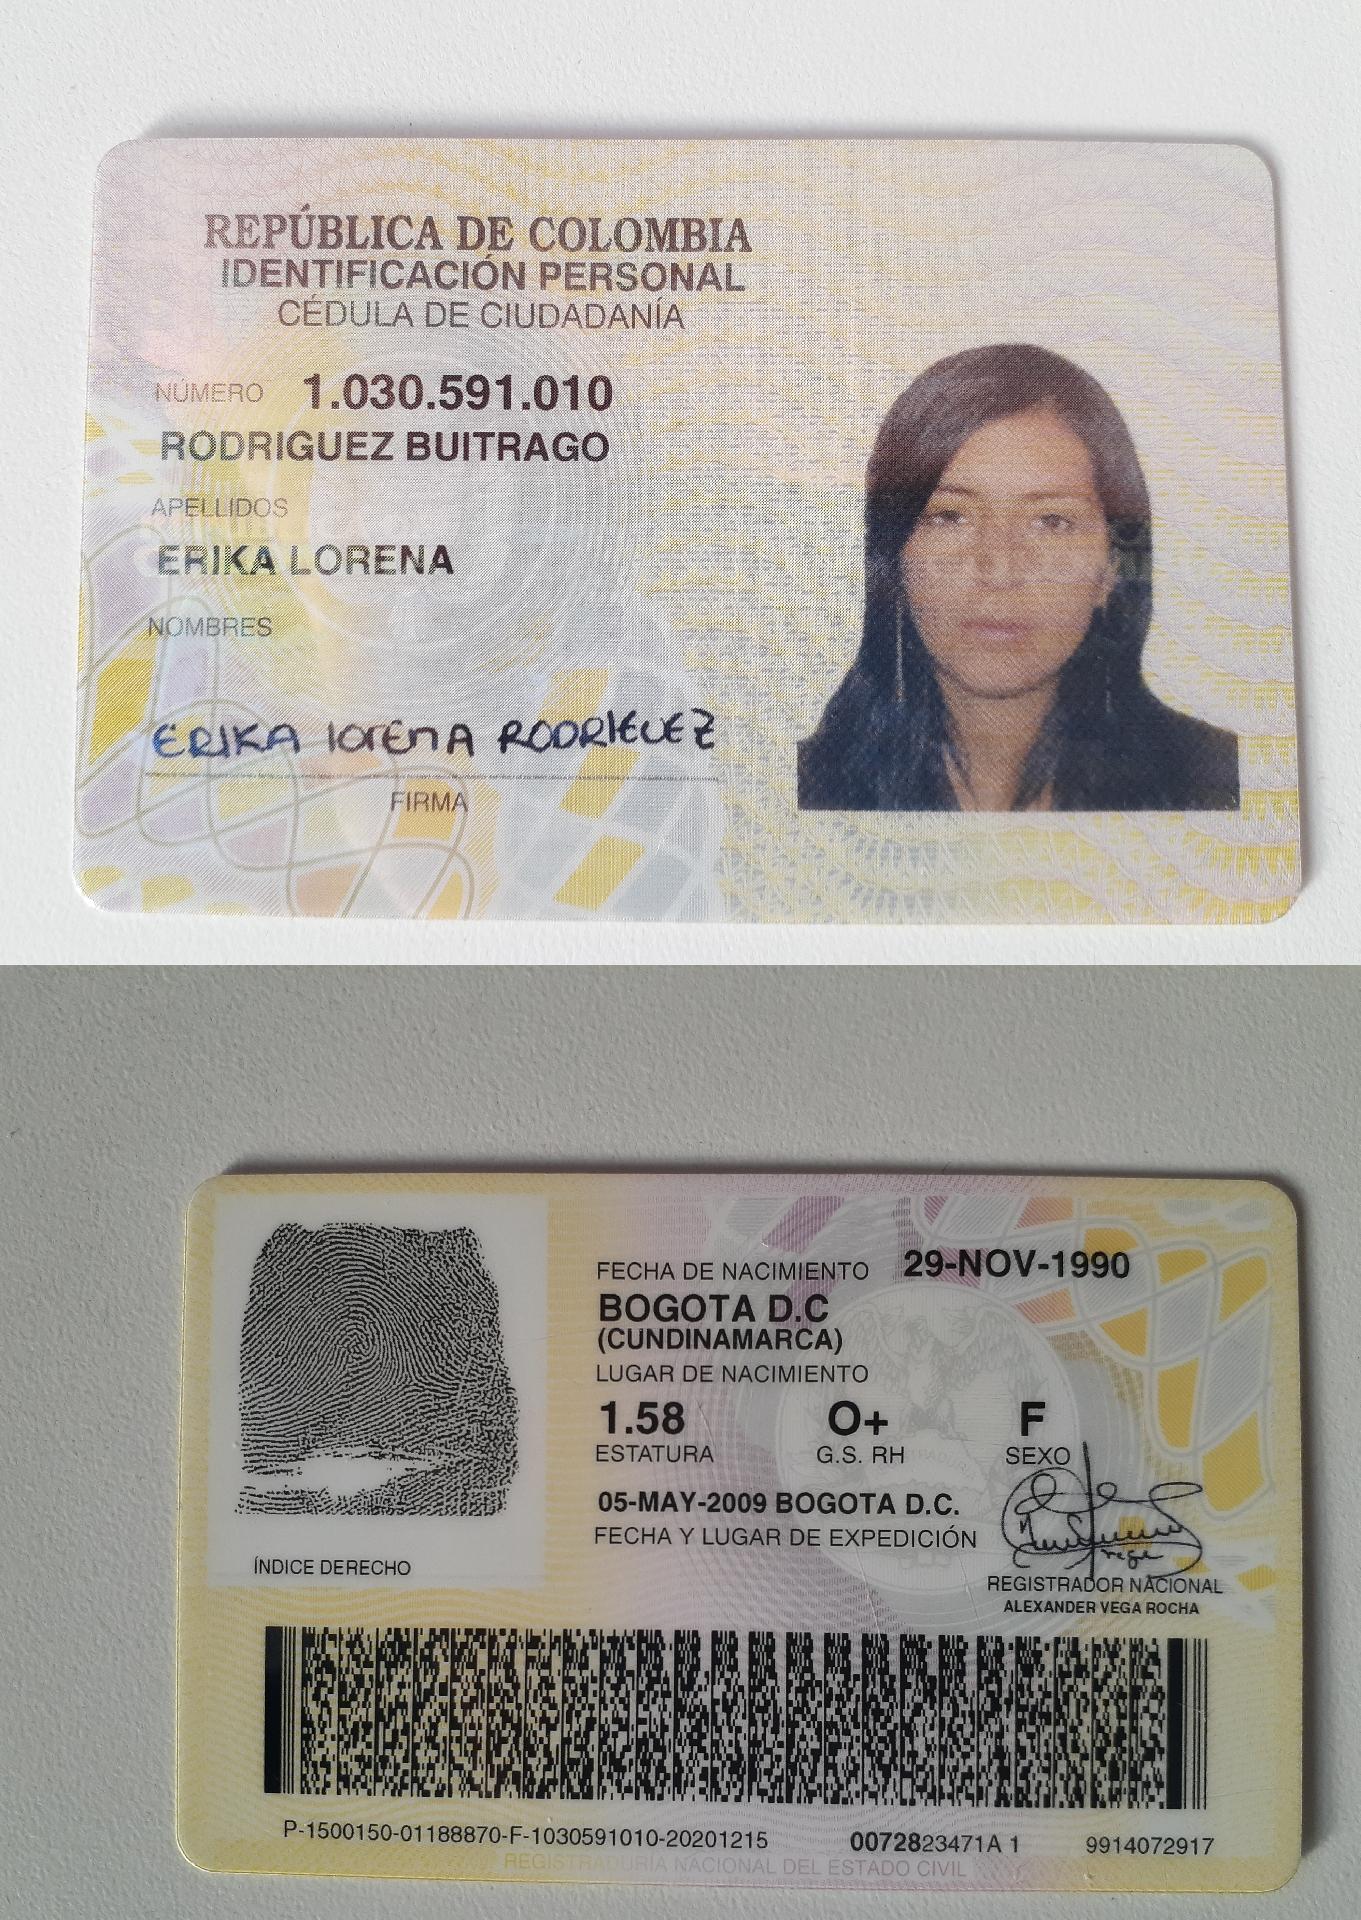 REPÚBLICA DE COLOMBIA
IDENTIFICACIÓN PERSONAL
CÉDULA DE CIUDADANÍA
NÚMERO 1.030.591.010
RODRIGUEZ BUITRAGO
APELLIDOS
ERIKA LORENA
NOMBRES
ERIKA lorENA RODRIGUEZ
FIRMA
FECHA DE NACIMIENTO 29-NOV-1990
BOGOTA D.C
(CUNDINAMARCA)
LUGAR DE NACIMIENTO
1.58 O+ F
ESTATURA G.S. RH SEXO
05-MAY-2009 BOGOTA D.C.
FECHA Y LUGAR DE EXPEDICIÓN
ÍNDICE DERECHO
REGISTRADOR NACIONAL
ALEXANDER VEGA ROCHA
P-1500150-01188870-F-1030591010-20201215 0072823471A 1 9914072917
REGISTRADURIA NACIONAL DEL ESTADO CIVIL